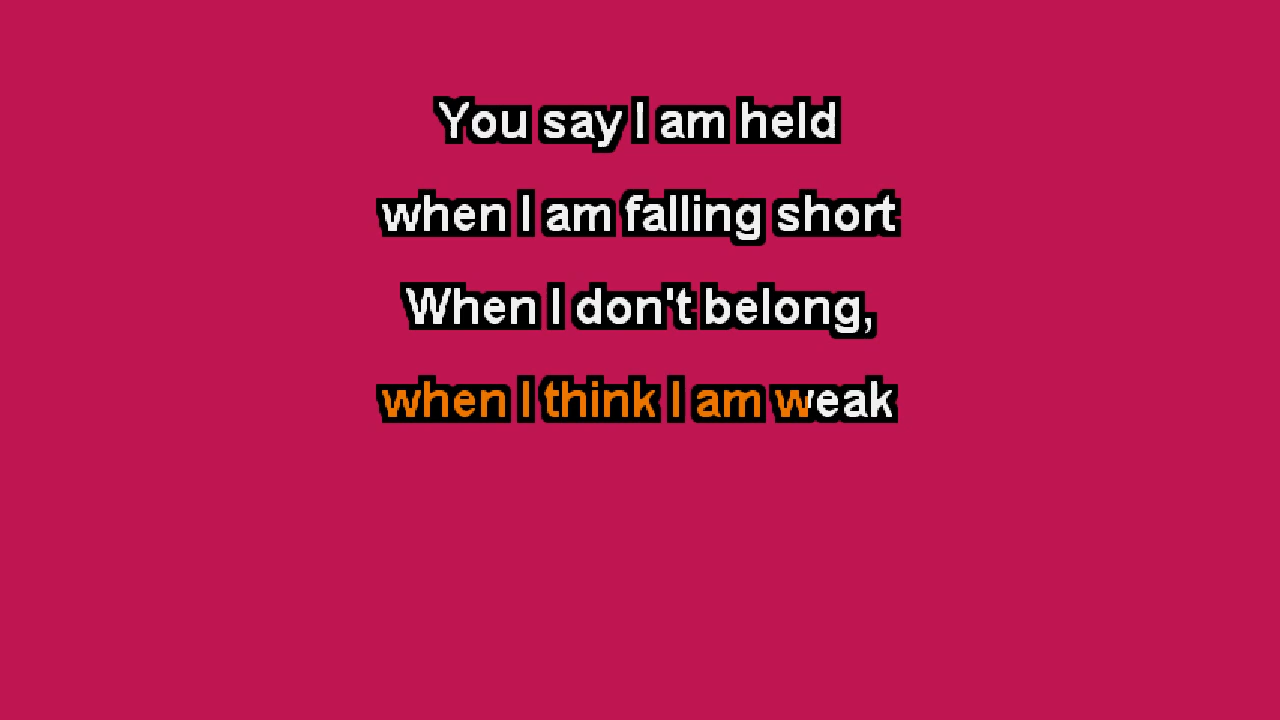 You say I am held
when I am falling short
When I don't belong,
when I think I am weak